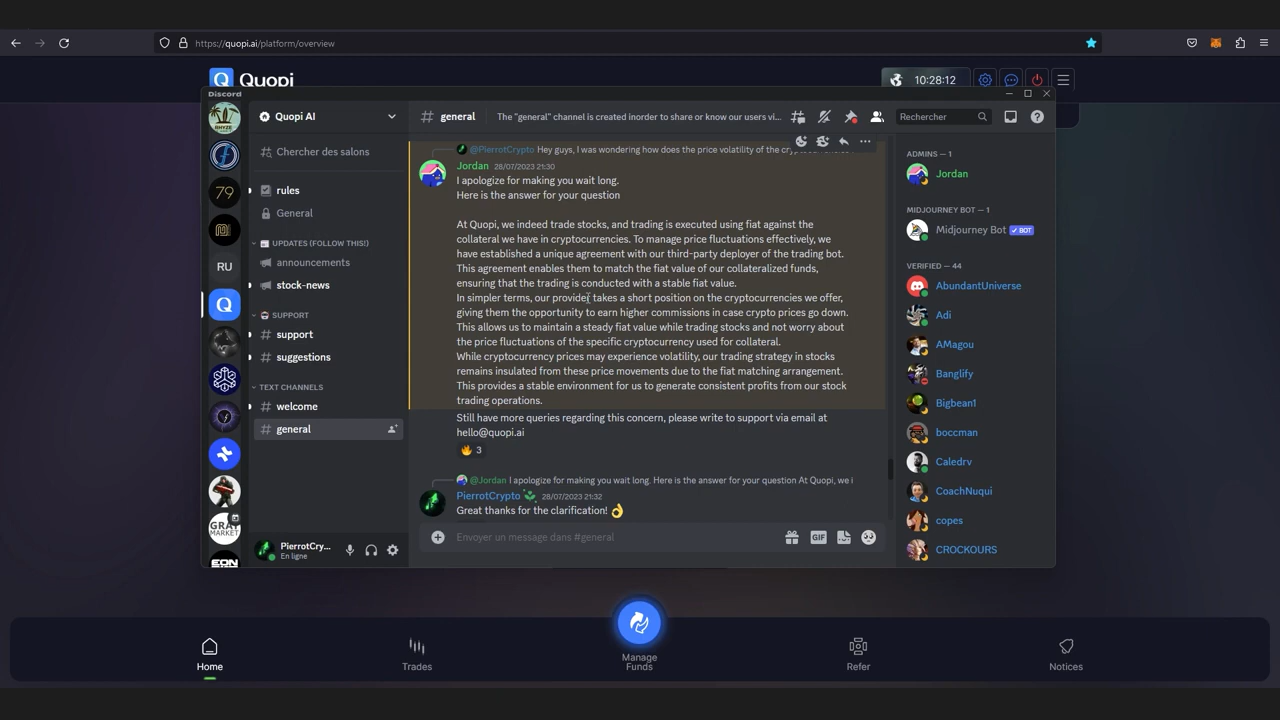 https://quopi.ai/platform/overview
Quopi
10:28:12
Discord
Quopi AI
general
The "general" channel is created inorder to share or know our users vi...
Rechercher
Chercher des salons
rules
General
UPDATES (FOLLOW THIS!)
announcements
stock-news
SUPPORT
support
suggestions
TEXT CHANNELS
welcome
general
79
RU
Q
GRAY
MARKET
EON
PierrotCry...
En ligne
@PierrotCrypto Hey guys, I was wondering how does the price volatility of the
Jordan 28/07/2023 21:30
I apologize for making you wait long.
Here is the answer for your question
At Quopi, we indeed trade stocks, and trading is executed using fiat against the
collateral we have in cryptocurrencies. To manage price fluctuations effectively, we
have established a unique agreement with our third-party deployer of the trading bot.
This agreement enables them to match the fiat value of our collateralized funds,
ensuring that the trading is conducted with a stable fiat value.
In simpler terms, our provider takes a short position on the cryptocurrencies we offer,
giving them the opportunity to earn higher commissions in case crypto prices go down.
This allows us to maintain a steady fiat value while trading stocks and not worry about
the price fluctuations of the specific cryptocurrency used for collateral.
While cryptocurrency prices may experience volatility, our trading strategy in stocks
remains insulated from these price movements due to the fiat matching arrangement.
This provides a stable environment for us to generate consistent profits from our stock
trading operations.
Still have more queries regarding this concern, please write to support via email at
hello@quopi.ai
🔥 3
@Jordan I apologize for making you wait long. Here is the answer for your question At Quopi, we i
PierrotCrypto 28/07/2023 21:32
Great thanks for the clarification! 👌
Envoyer un message dans #general
GIF
ADMINS — 1
Jordan
MIDJOURNEY BOT — 1
Midjourney Bot ✓ BOT
VERIFIED — 44
AbundantUniverse
Adi
AMagou
Banglify
Bigbean1
boccman
Caledrv
CoachNuqui
copes
CROCKOURS
Home
Trades
Manage
Funds
Refer
Notices